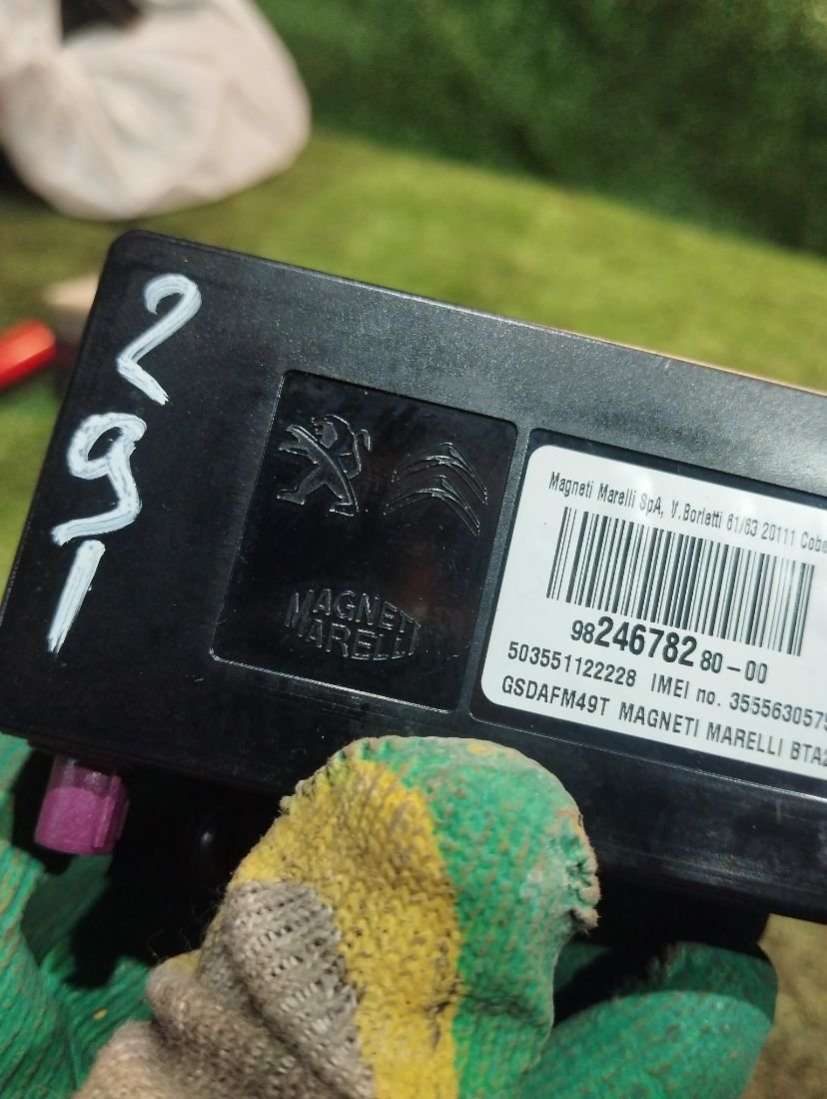 291
MAGNETI
MARELLI
Magneti Marelli SpA, V.Borletti 61/63 20111
98246782 80-00
503551122228 IMEI no. 355563057
GSDAFM49T MAGNETI MARELLI